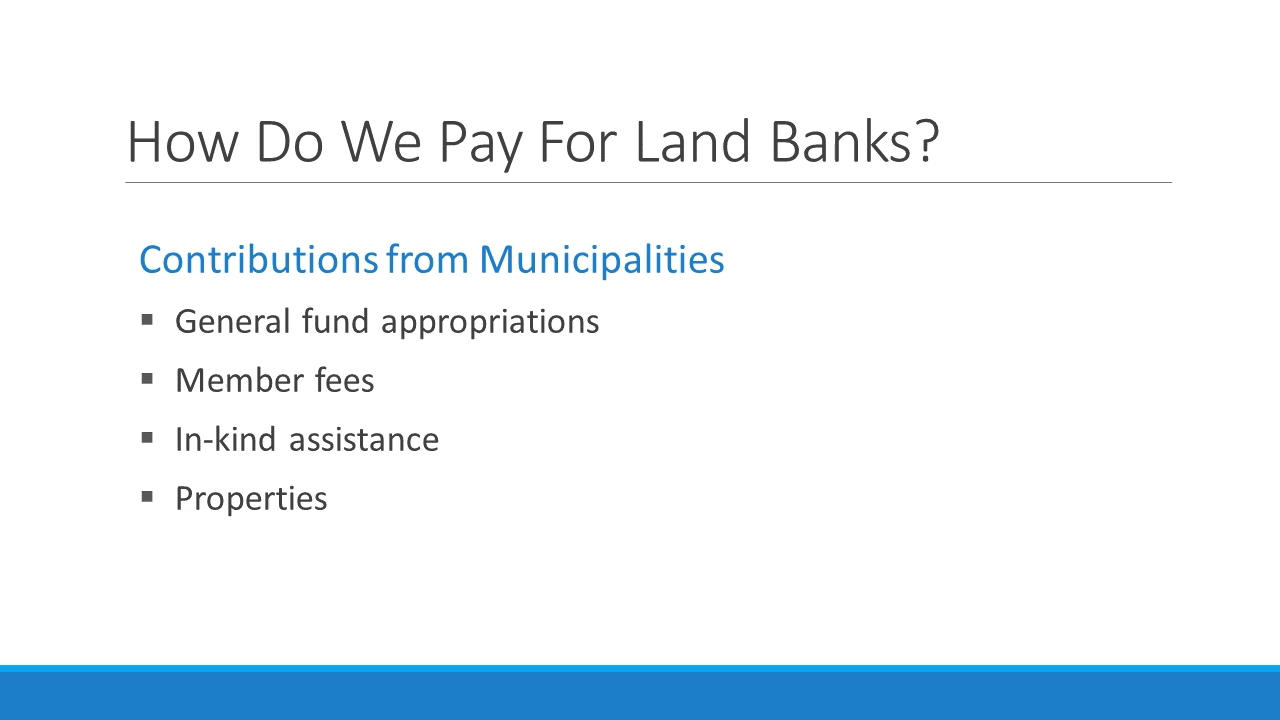 How Do We Pay For Land Banks?
Contributions from Municipalities
▪ General fund appropriations
▪ Member fees
▪ In-kind assistance
▪ Properties